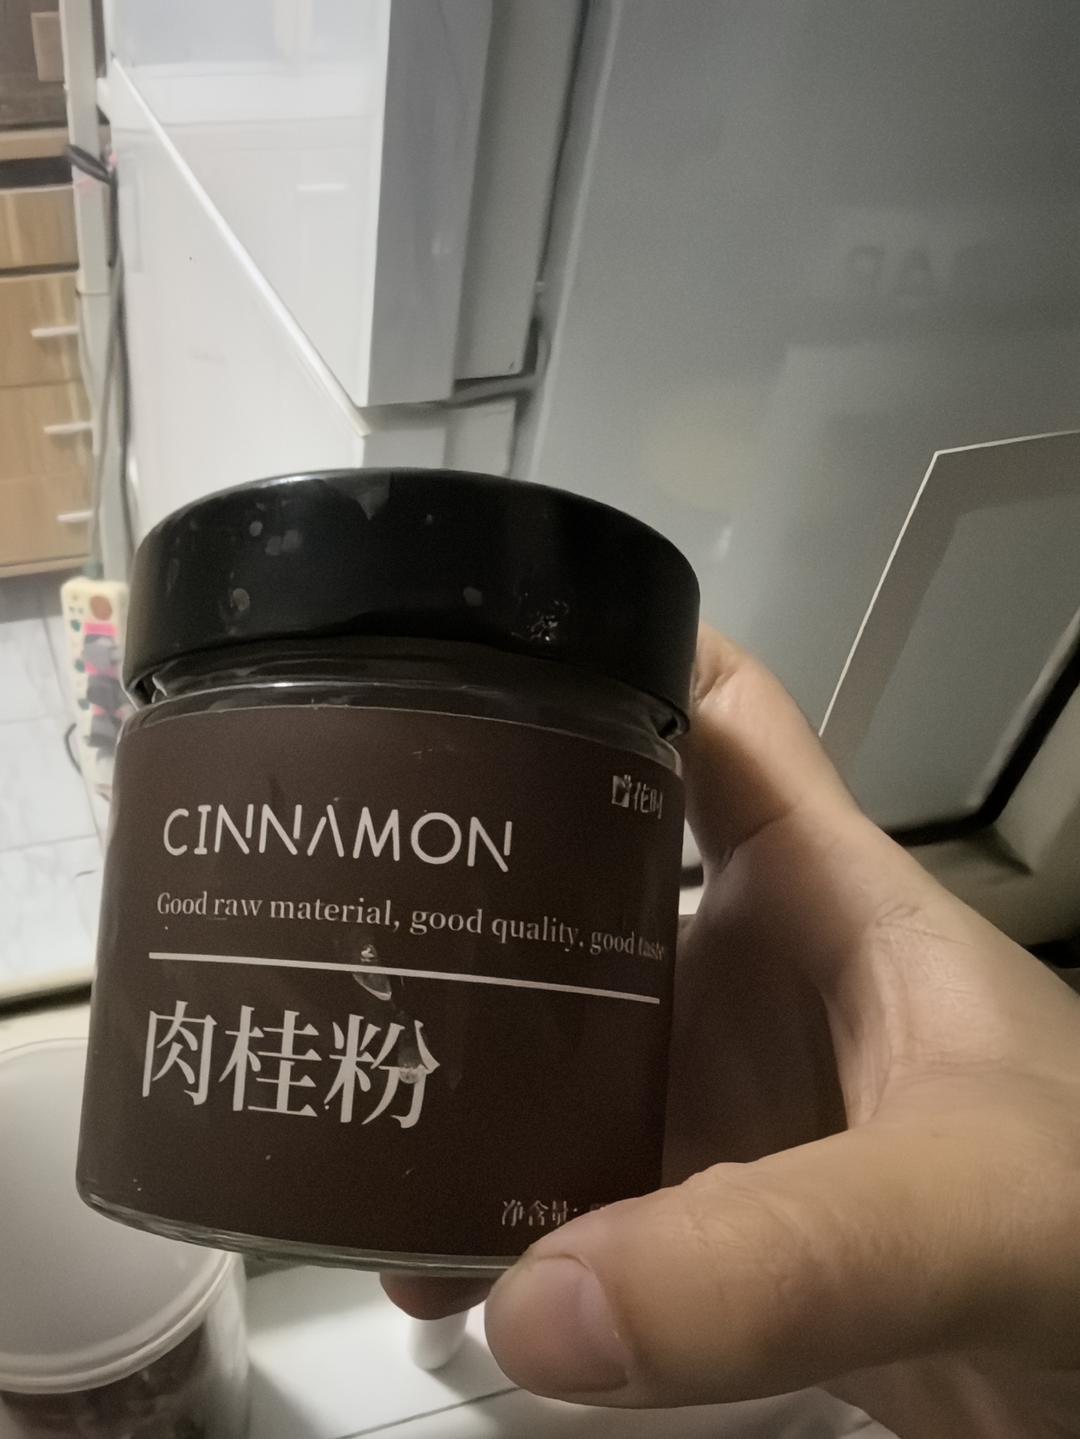 花时
CINNAMON
Good raw material, good quality, good taste
肉桂粉
净含量: